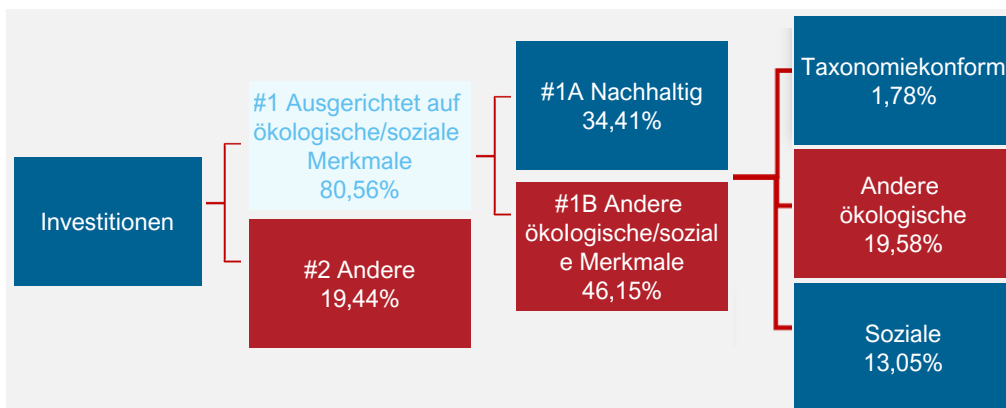 Investitionen
#1 Ausgerichtet auf
ökologische/soziale
Merkmale
80,56%
#2 Andere
19,44%
#1A Nachhaltig
34,41%
#1B Andere
ökologische/sozial
e Merkmale
46,15%
Taxonomiekonform
1,78%
Andere
ökologische
19,58%
Soziale
13,05%